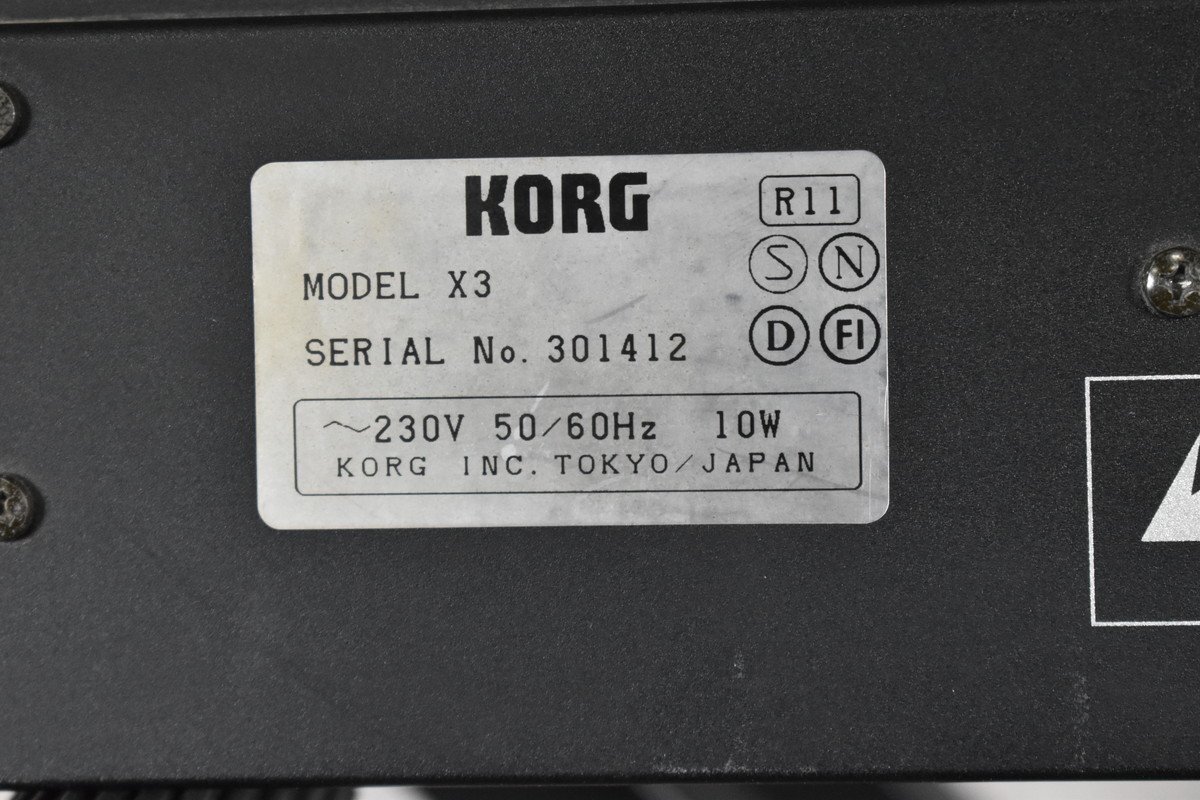 KORG
R11
S N
MODEL X3
D FI
SERIAL No. 301412
~230V 50/60Hz 10W
KORG INC. TOKYO/JAPAN